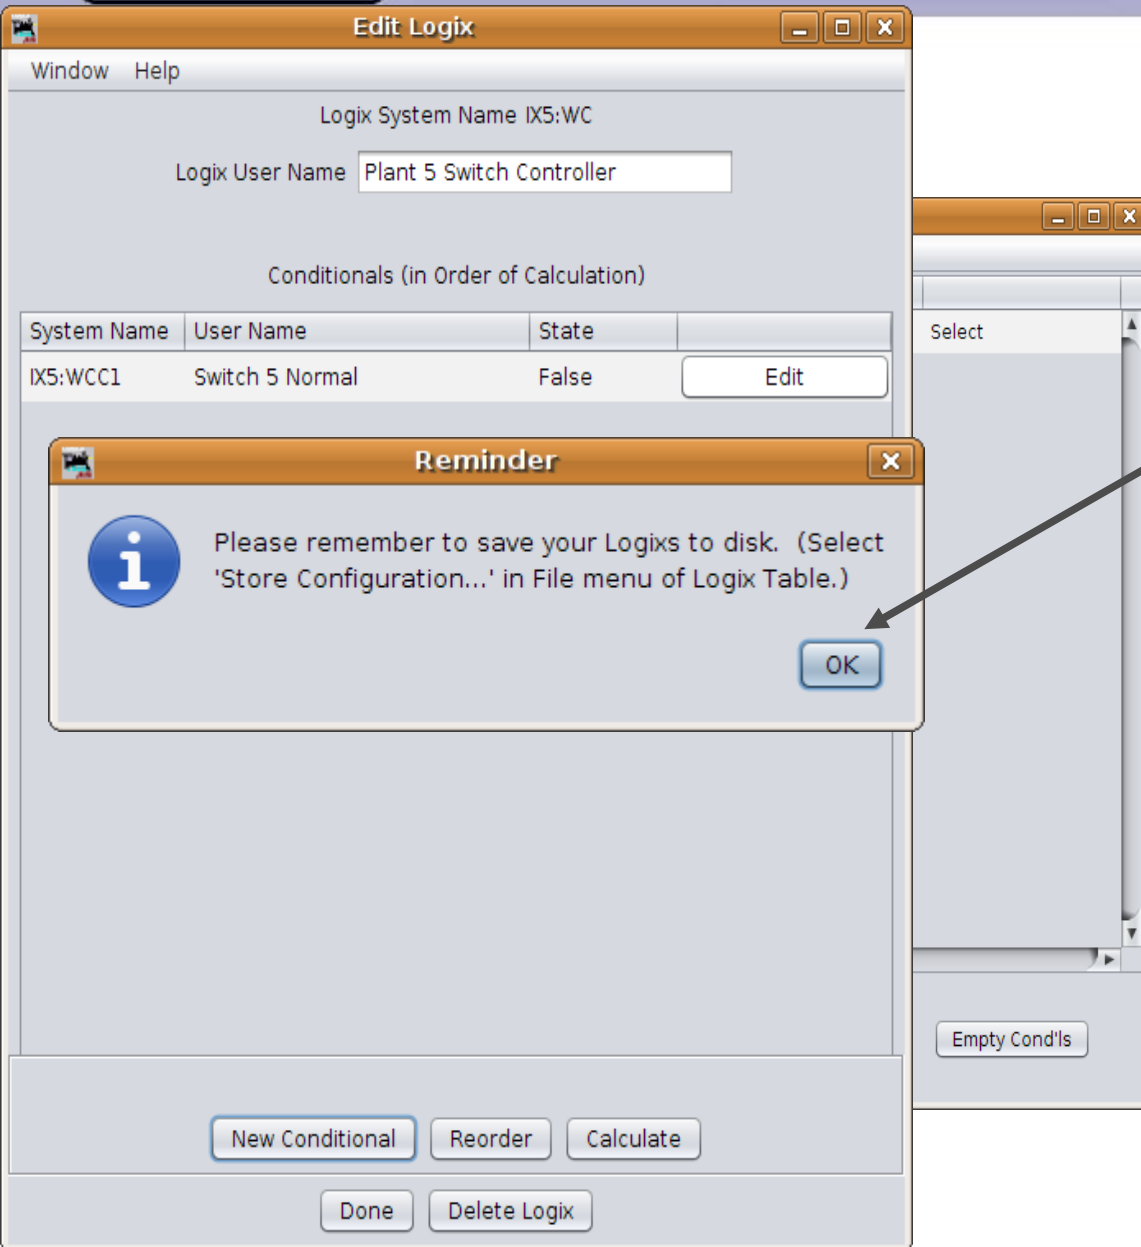 Edit Logix
Window Help
Logix System Name IX5:WC
Logix User Name Plant 5 Switch Controller
Conditionals (in Order of Calculation)
System Name User Name State
IX5:WCC1 Switch 5 Normal False Edit
Select
Reminder
Please remember to save your Logixs to disk. (Select
'Store Configuration...' in File menu of Logix Table.)
OK
Empty Cond'ls
New Conditional Reorder Calculate
Done Delete Logix